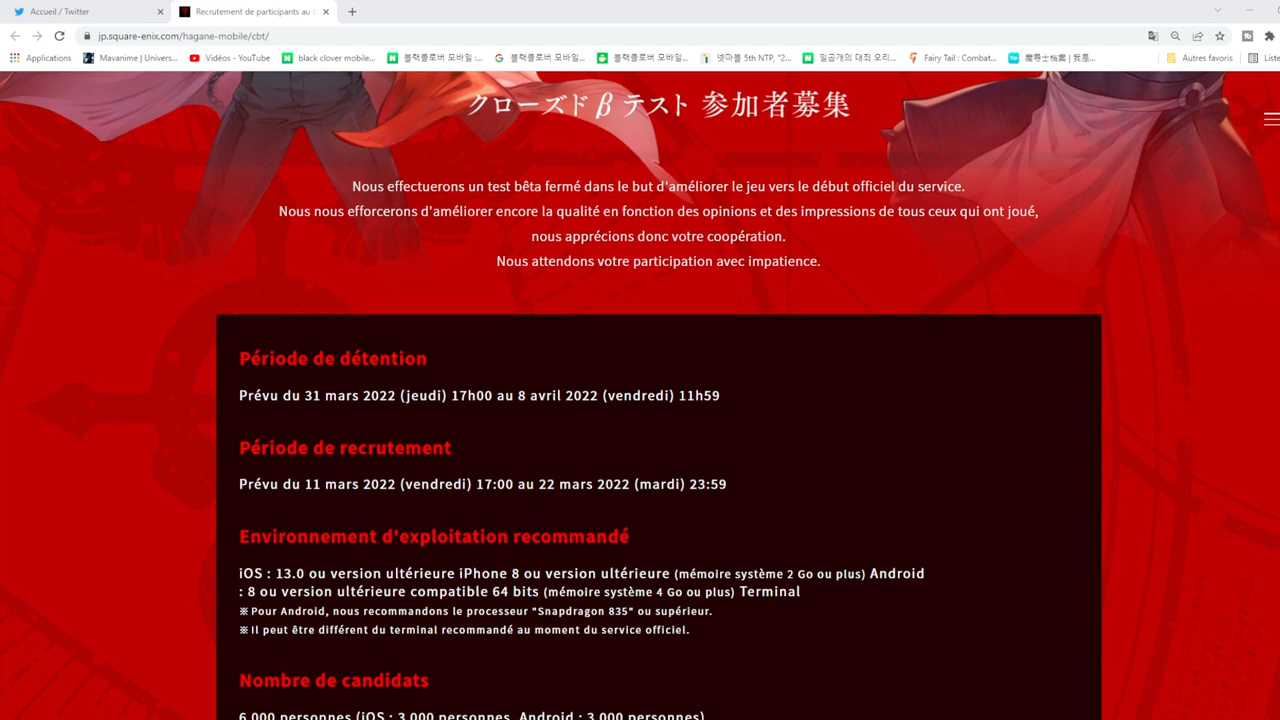 Accueil / Twitter
Recrutement de participants au t
jp.square-enix.com/hagane-mobile/cbt/
Applications
Mavanime | Univers...
Vidéos - YouTube
black clover mobile...
블랙클로버 모바일 :...
블랙클로버 모바일...
블랙클로버 모바일...
넷마블 5th NTP, "2...
일곱개의 대죄 오리...
Fairy Tail : Combat...
Autres favoris
Liste
クローズドβテスト 参加者募集
Nous effectuerons un test bêta fermé dans le but d'améliorer le jeu vers le début officiel du service.
Nous nous efforcerons d'améliorer encore la qualité en fonction des opinions et des impressions de tous ceux qui ont joué,
nous apprécions donc votre coopération.
Nous attendons votre participation avec impatience.
Période de détention
Prévu du 31 mars 2022 (jeudi) 17h00 au 8 avril 2022 (vendredi) 11h59
Période de recrutement
Prévu du 11 mars 2022 (vendredi) 17:00 au 22 mars 2022 (mardi) 23:59
Environnement d'exploitation recommandé
iOS : 13.0 ou version ultérieure iPhone 8 ou version ultérieure (mémoire système 2 Go ou plus) Android
: 8 ou version ultérieure compatible 64 bits (mémoire système 4 Go ou plus) Terminal
※Pour Android, nous recommandons le processeur "Snapdragon 835" ou supérieur.
※Il peut être différent du terminal recommandé au moment du service officiel.
Nombre de candidats
6 000 personnes (iOS : 3 000 personnes, Android : 3 000 personnes)